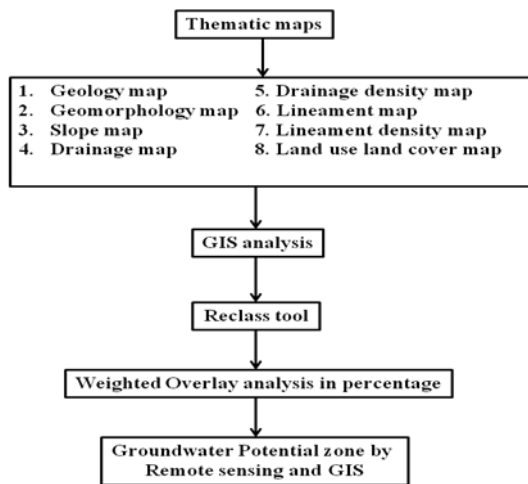 Thematic maps
1. Geology map
2. Geomorphology map
3. Slope map
4. Drainage map
5. Drainage density map
6. Lineament map
7. Lineament density map
8. Land use land cover map
GIS analysis
Reclass tool
Weighted Overlay analysis in percentage
Groundwater Potential zone by
Remote sensing and GIS